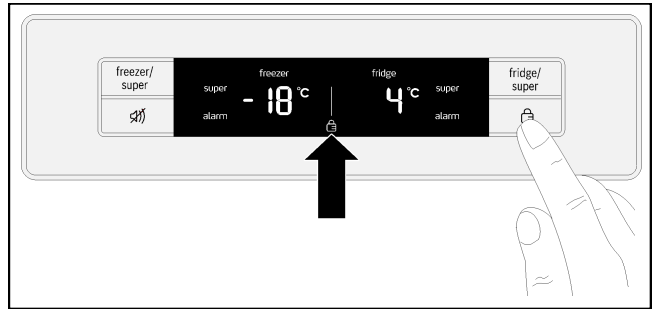 freezer/
super
freezer
super
- 18 °C
alarm
fridge
4 °C
super
alarm
fridge/
super